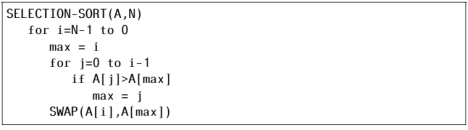 SELECTION-SORT(A,N)
   for i=N-1 to 0
      max = i
      for j=0 to i-1
         if A[j]>A[max]
            max = j
      SWAP(A[i],A[max])